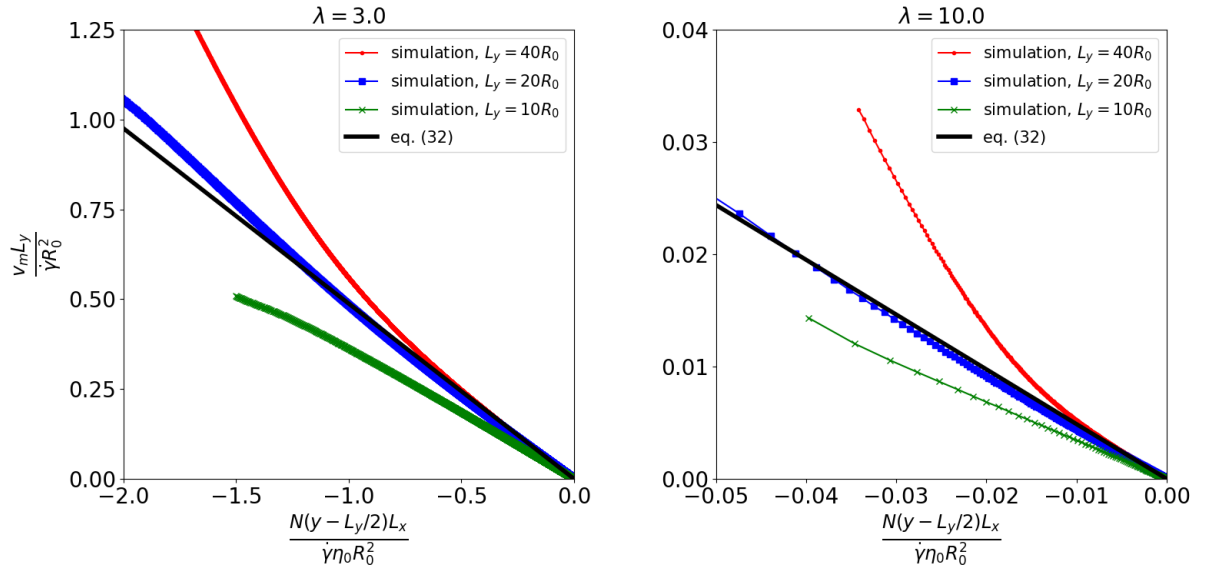 λ = 3.0
1.25
1.00
0.75
0.50
0.25
0.00
−2.0 −1.5 −1.0 −0.5 0.0
v_m L_y / γ̇R_0^2
N(y − L_y/2)L_x / γ̇η_0R_0^2
simulation, L_y = 40R_0
simulation, L_y = 20R_0
simulation, L_y = 10R_0
eq. (32)
λ = 10.0
0.04
0.03
0.02
0.01
0.00
−0.05 −0.04 −0.03 −0.02 −0.01 0.00
N(y − L_y/2)L_x / γ̇η_0R_0^2
simulation, L_y = 40R_0
simulation, L_y = 20R_0
simulation, L_y = 10R_0
eq. (32)